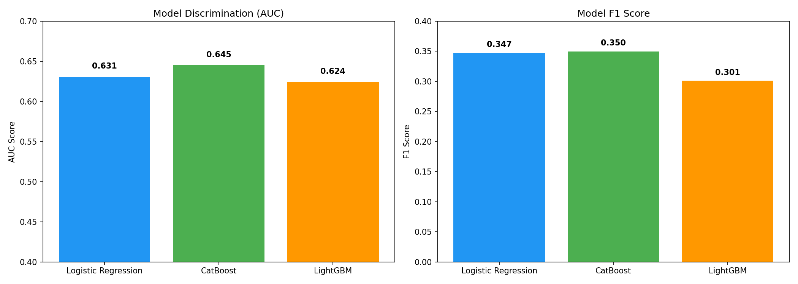 Model Discrimination (AUC)
AUC Score
0.70
0.65
0.60
0.55
0.50
0.45
0.40
0.631
0.645
0.624
Logistic Regression
CatBoost
LightGBM
Model F1 Score
F1 Score
0.40
0.35
0.30
0.25
0.20
0.15
0.10
0.05
0.00
0.347
0.350
0.301
Logistic Regression
CatBoost
LightGBM